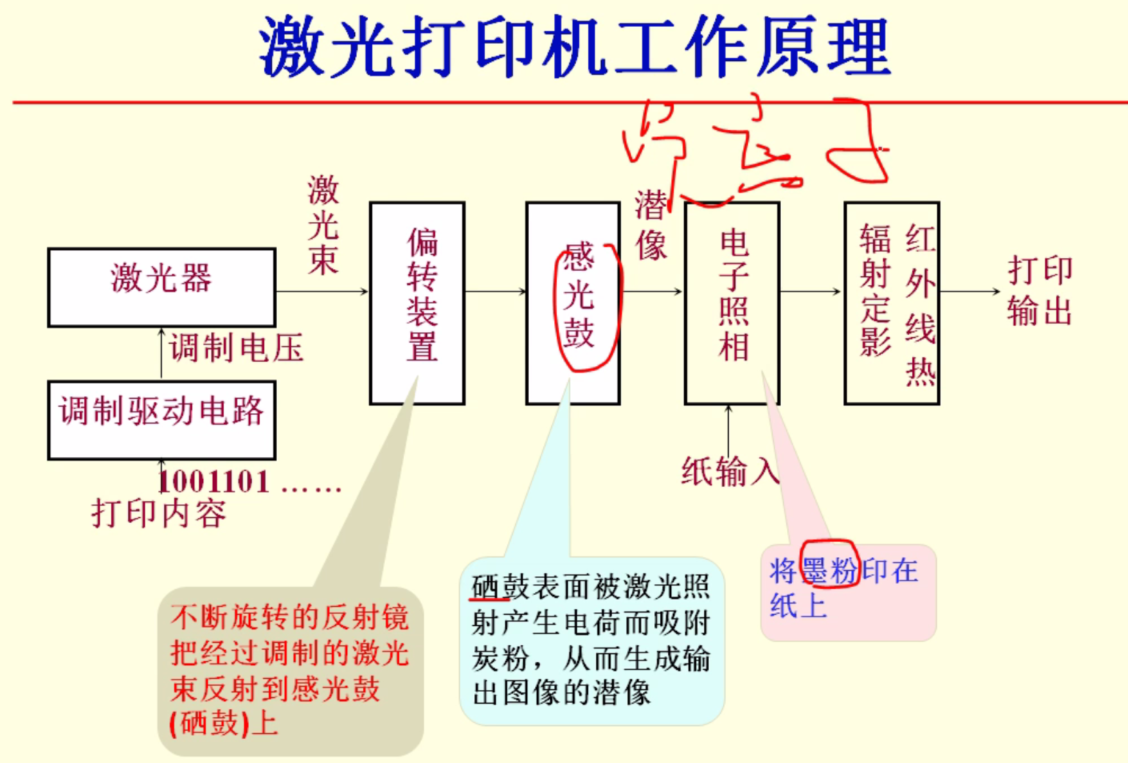 激光打印机工作原理
激光器
调制电压
调制驱动电路
1001101 ……
打印内容
激光束
偏转装置
感光鼓
潜像
电子照相
纸输入
红外线热
辐射定影
打印
输出
不断旋转的反射镜
把经过调制的激光
束反射到感光鼓
(硒鼓)上
硒鼓表面被激光照
射产生电荷而吸附
炭粉，从而生成输
出图像的潜像
将墨粉印在
纸上